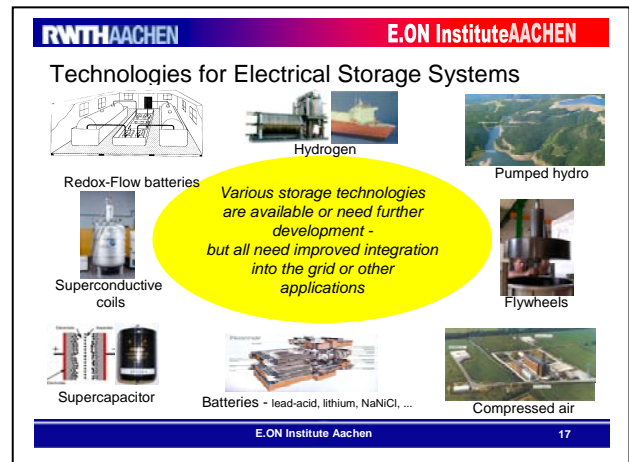 RWTHAACHEN
E.ON InstituteAACHEN
Technologies for Electrical Storage Systems
Hydrogen
Pumped hydro
Redox-Flow batteries
Various storage technologies
are available or need further
development -
but all need improved integration
into the grid or other
applications
Superconductive
coils
Flywheels
Supercapacitor
Batteries - lead-acid, lithium, NaNiCl, ...
Compressed air
E.ON Institute Aachen
17